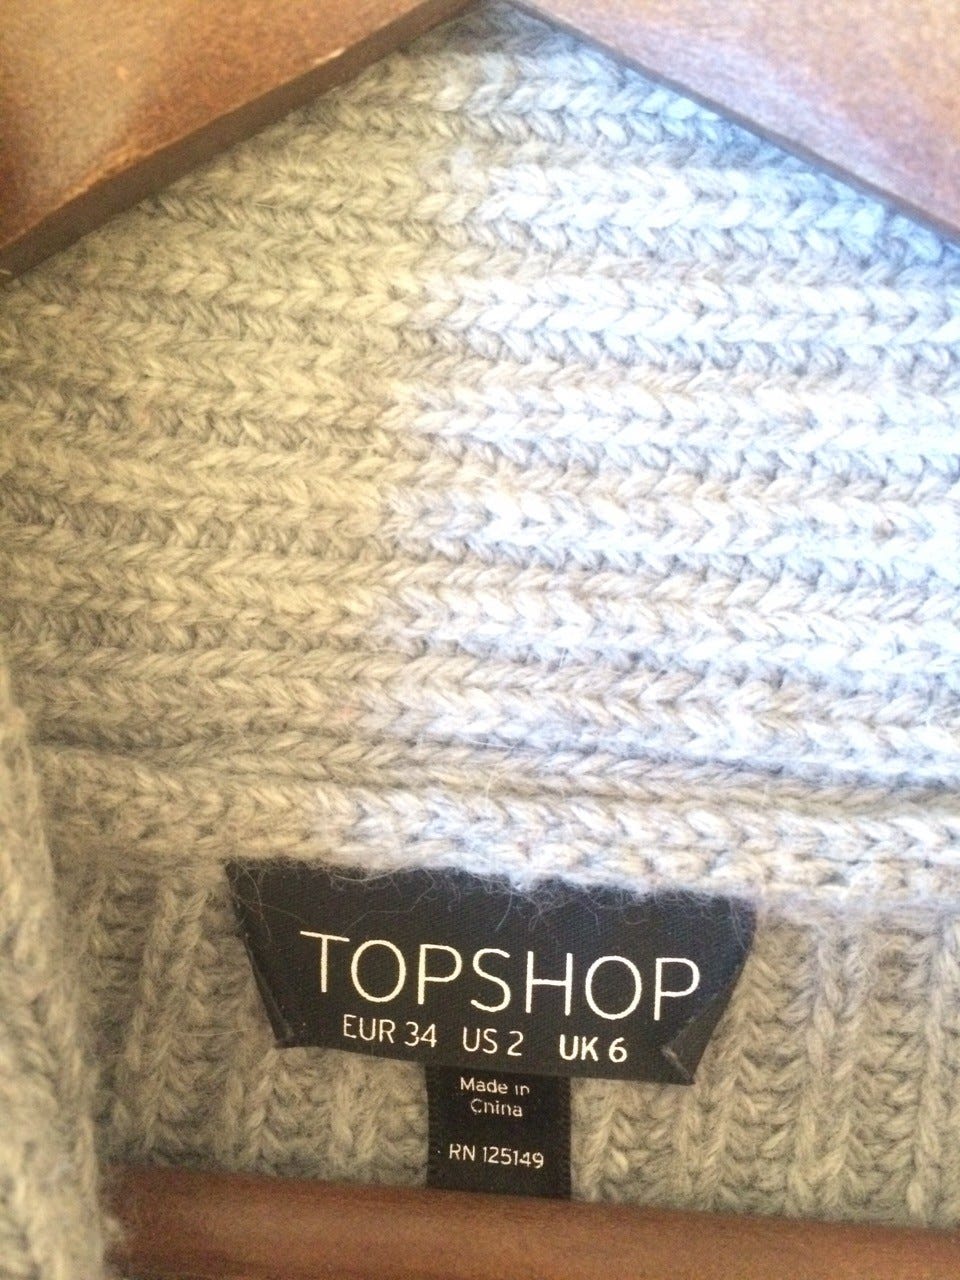 TOPSHOP
EUR 34 US 2 UK 6
Made in
China
RN 125149